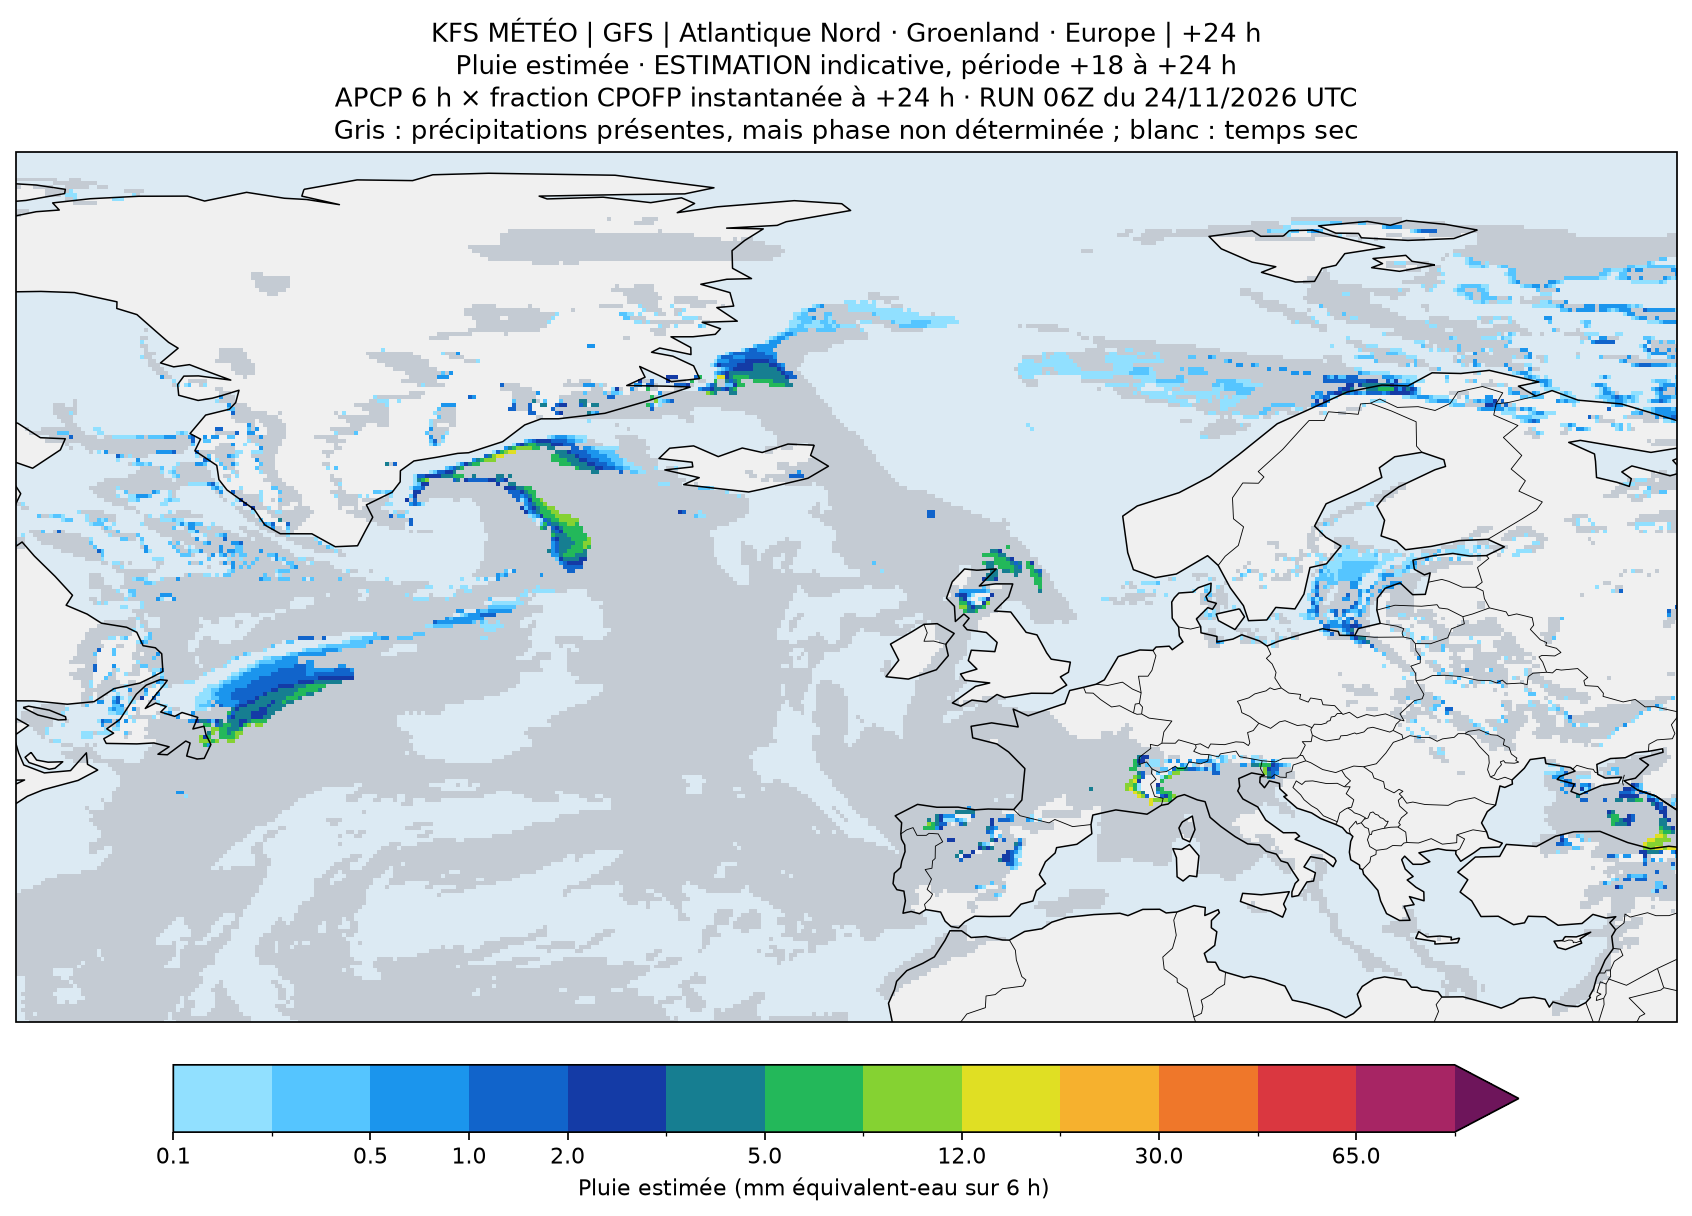 KFS MÉTÉO | GFS | Atlantique Nord · Groenland · Europe | +24 h
Pluie estimée · ESTIMATION indicative, période +18 à +24 h
APCP 6 h × fraction CPOFP instantanée à +24 h · RUN 06Z du 24/11/2026 UTC
Gris : précipitations présentes, mais phase non déterminée ; blanc : temps sec
0.1 0.5 1.0 2.0 5.0 12.0 30.0 65.0
Pluie estimée (mm équivalent-eau sur 6 h)